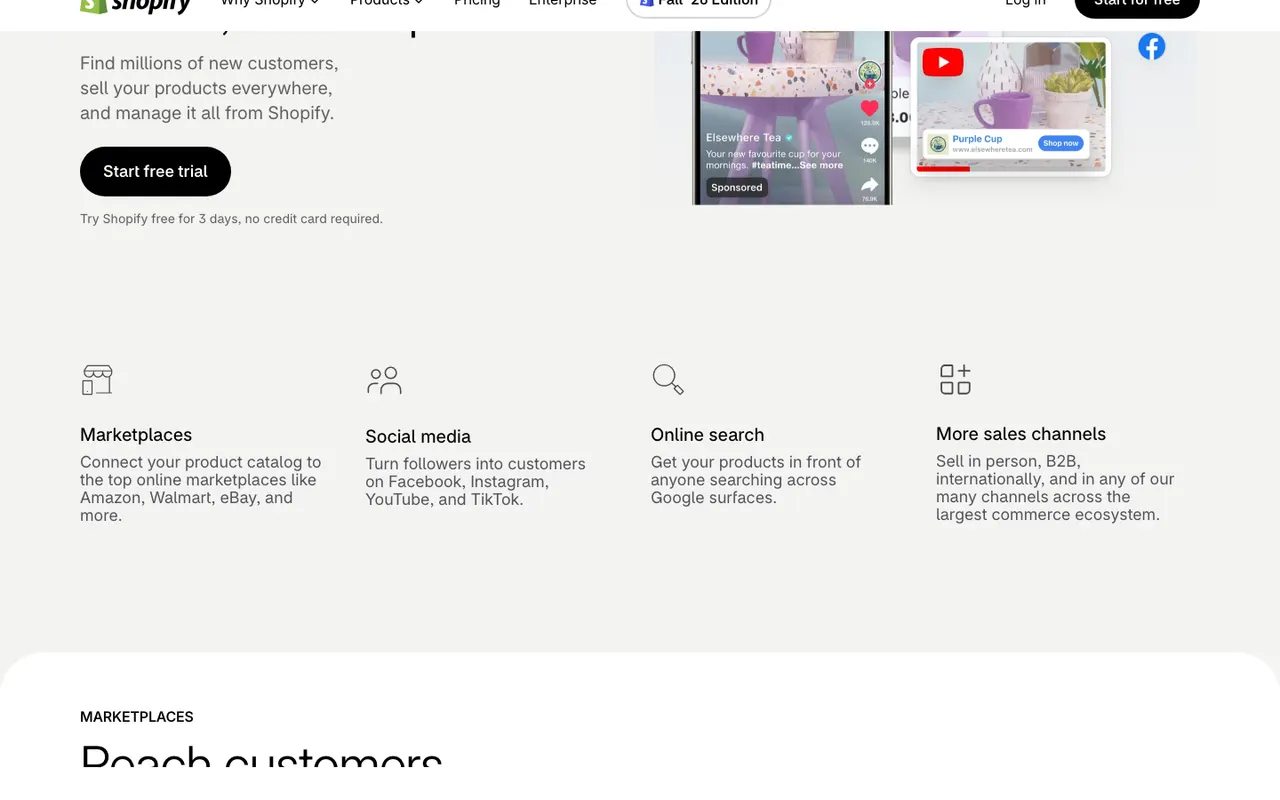 shopify
Why Shopify
Products
Pricing
Enterprise
Fall '26 Edition
Log in
Start for free
Find millions of new customers,
sell your products everywhere,
and manage it all from Shopify.
Start free trial
Try Shopify free for 3 days, no credit card required.
Elsewhere Tea
Your new favourite cup for your
mornings. #teatime...See more
Sponsored
Purple Cup
www.elsewheretea.com
Shop now
Marketplaces
Connect your product catalog to
the top online marketplaces like
Amazon, Walmart, eBay, and
more.
Social media
Turn followers into customers
on Facebook, Instagram,
YouTube, and TikTok.
Online search
Get your products in front of
anyone searching across
Google surfaces.
More sales channels
Sell in person, B2B,
internationally, and in any of our
many channels across the
largest commerce ecosystem.
MARKETPLACES
Reach customers